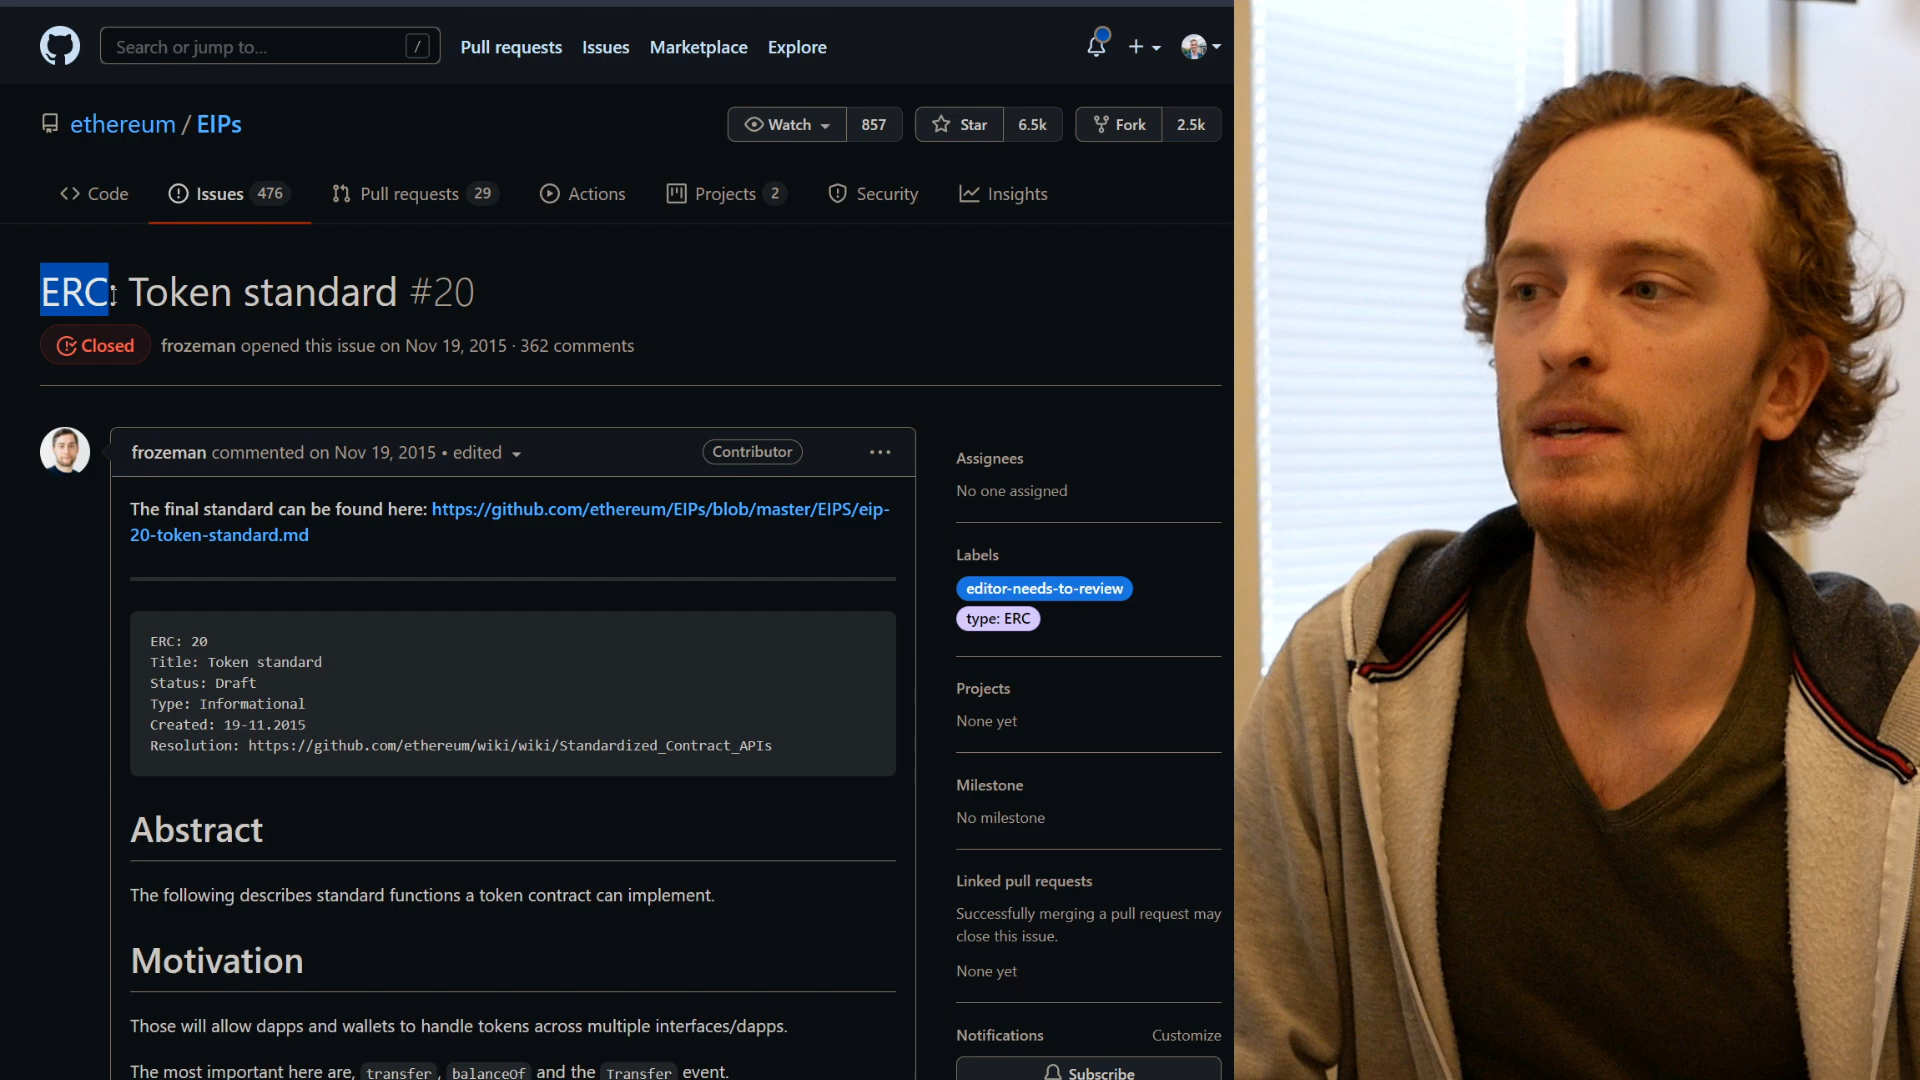 Search or jump to...
/
Pull requests
Issues
Marketplace
Explore
ethereum / EIPs
Watch
857
Star
6.5k
Fork
2.5k
Code
Issues 476
Pull requests 29
Actions
Projects 2
Security
Insights
ERC: Token standard #20
Closed
frozeman opened this issue on Nov 19, 2015 · 362 comments
frozeman commented on Nov 19, 2015 • edited
Contributor
The final standard can be found here: https://github.com/ethereum/EIPs/blob/master/EIPS/eip-
20-token-standard.md
ERC: 20
Title: Token standard
Status: Draft
Type: Informational
Created: 19-11.2015
Resolution: https://github.com/ethereum/wiki/wiki/Standardized_Contract_APIs
Abstract
The following describes standard functions a token contract can implement.
Motivation
Those will allow dapps and wallets to handle tokens across multiple interfaces/dapps.
The most important here are, transfer, balanceOf and the Transfer event.
Assignees
No one assigned
Labels
editor-needs-to-review
type: ERC
Projects
None yet
Milestone
No milestone
Linked pull requests
Successfully merging a pull request may
close this issue.
None yet
Notifications
Customize
Subscribe